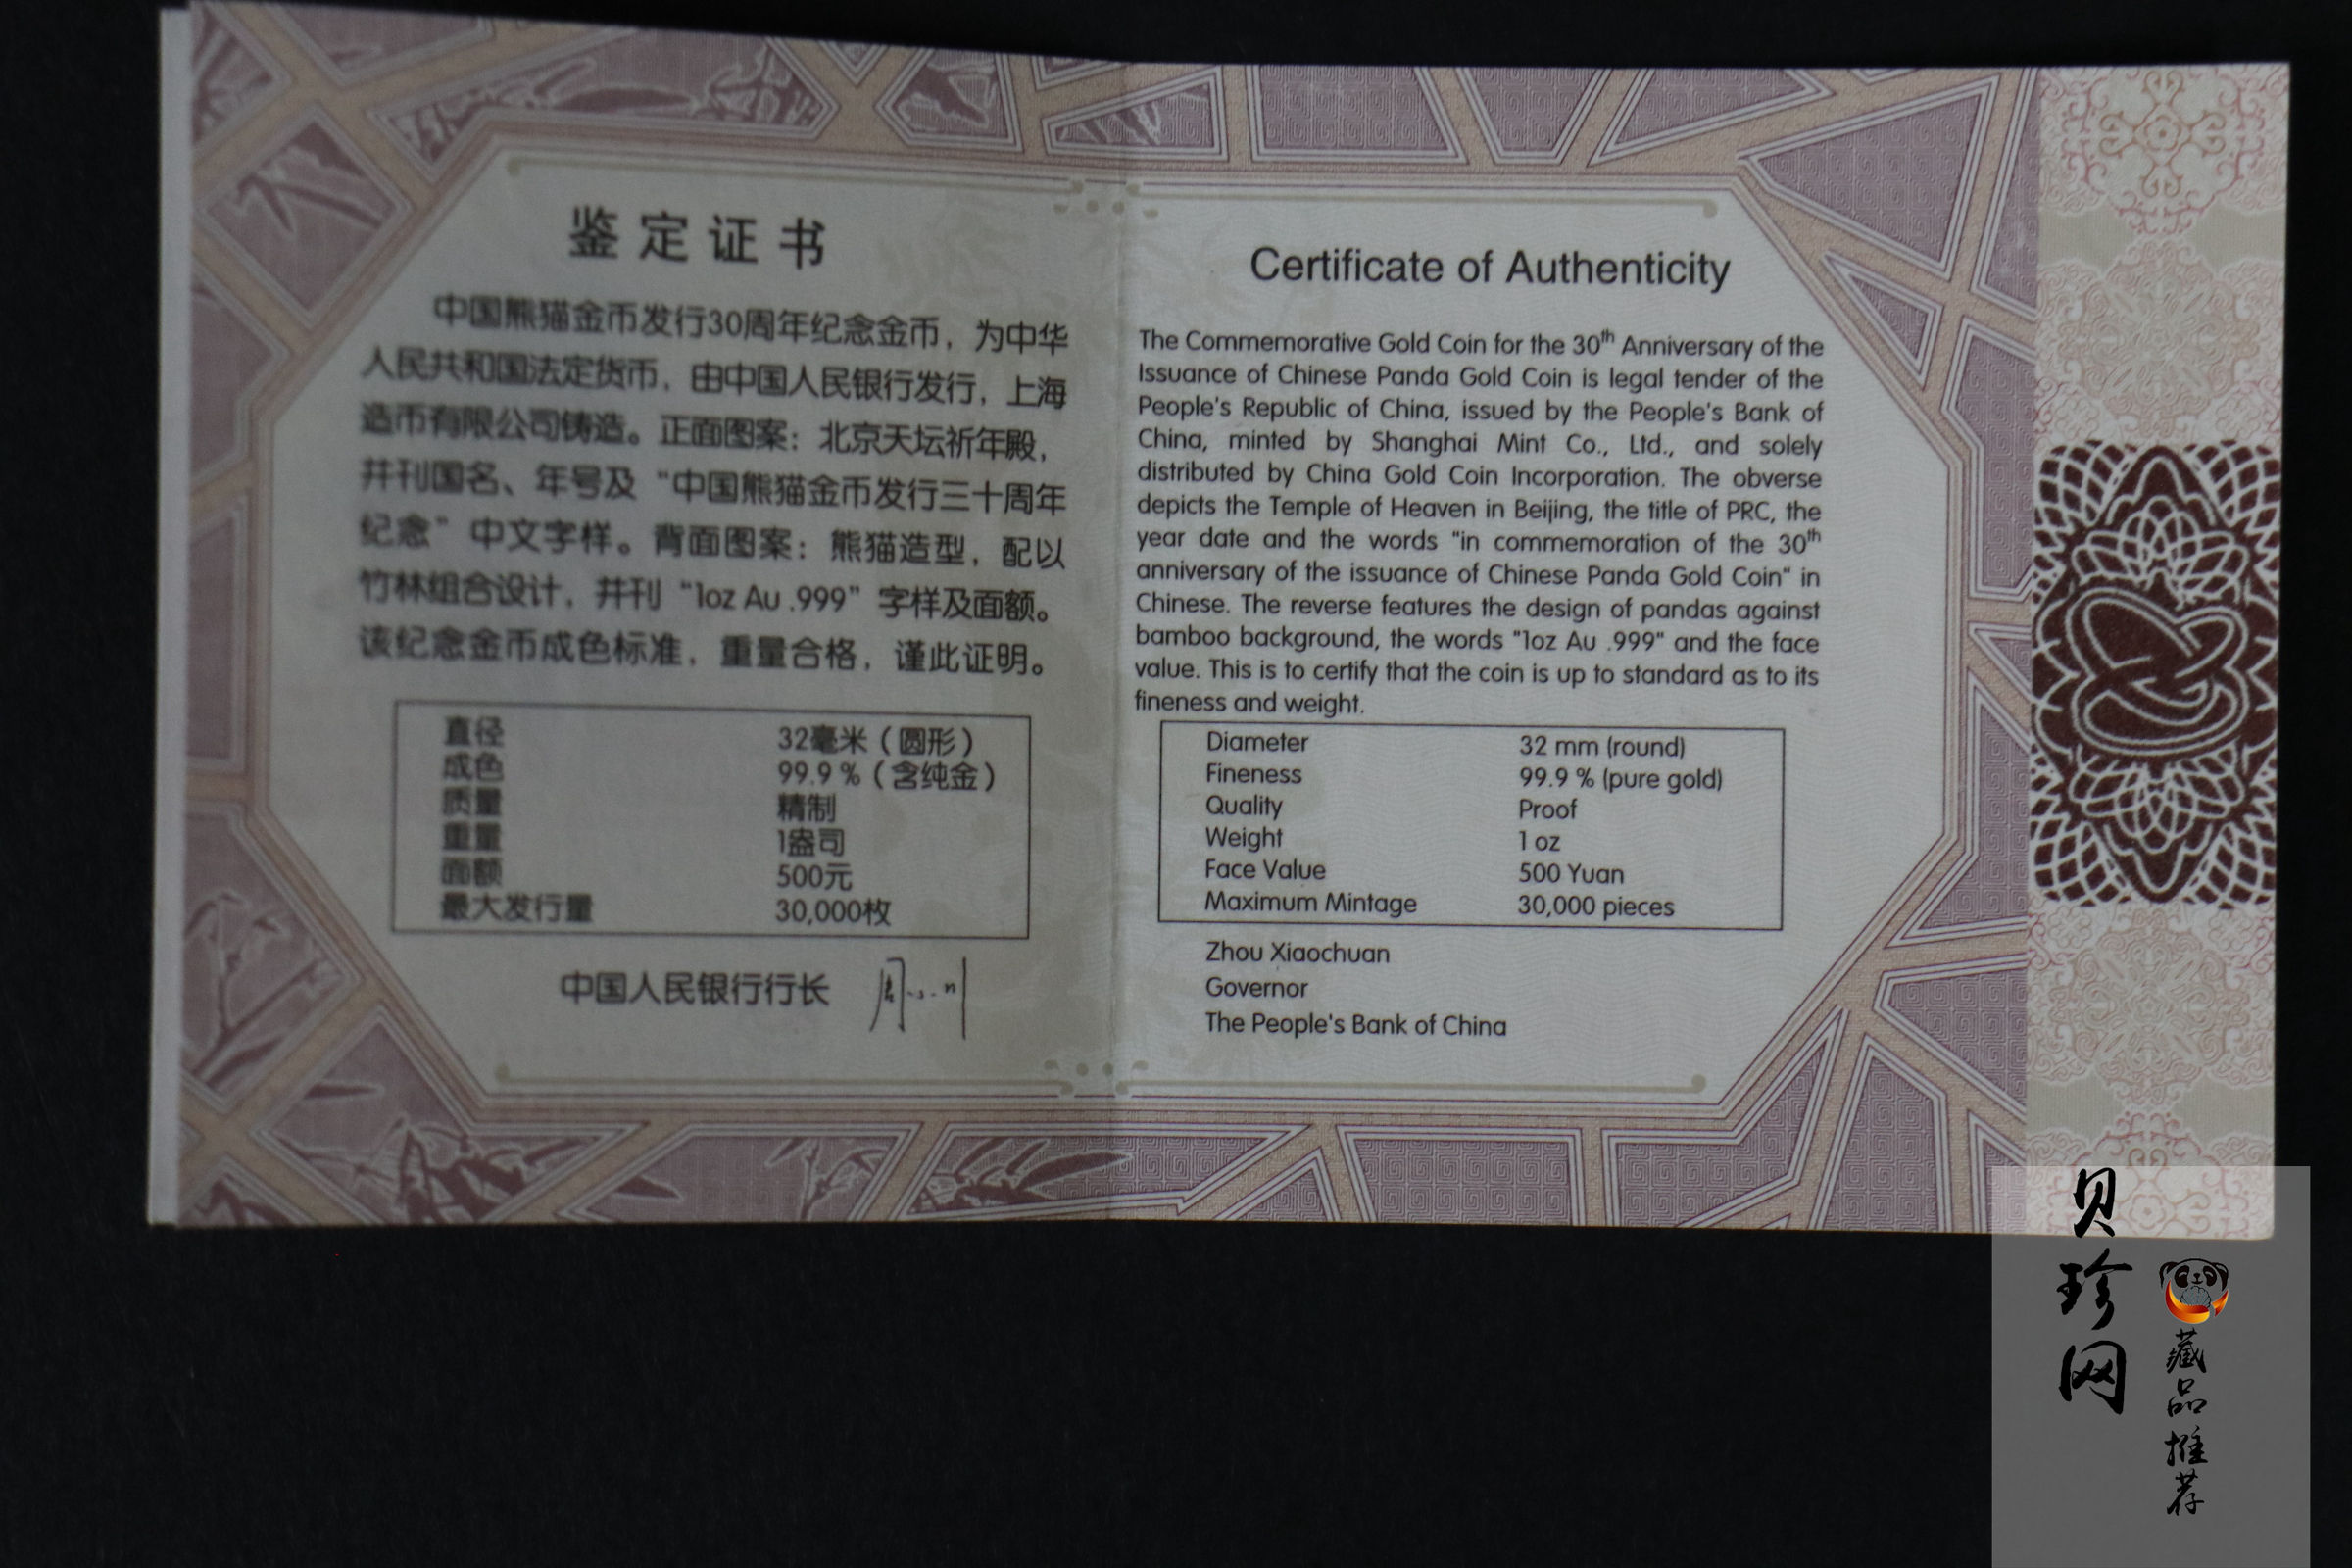 鉴定证书
中国熊猫金币发行30周年纪念金币，为中华
人民共和国法定货币，由中国人民银行发行，上海
造币有限公司铸造。正面图案：北京天坛祈年殿，
并刊国名、年号及“中国熊猫金币发行三十周年
纪念”中文字样。背面图案：熊猫造型，配以
竹林组合设计，并刊“1oz Au .999”字样及面额。
该纪念金币成色标准，重量合格，谨此证明。
直径 32毫米（圆形）
成色 99.9 %（含纯金）
质量 精制
重量 1盎司
面额 500元
最大发行量 30,000枚
中国人民银行行长 周小川
Certificate of Authenticity
The Commemorative Gold Coin for the 30th Anniversary of the
Issuance of Chinese Panda Gold Coin is legal tender of the
People's Republic of China, issued by the People's Bank of
China, minted by Shanghai Mint Co., Ltd., and solely
distributed by China Gold Coin Incorporation. The obverse
depicts the Temple of Heaven in Beijing, the title of PRC, the
year date and the words "in commemoration of the 30th
anniversary of the issuance of Chinese Panda Gold Coin" in
Chinese. The reverse features the design of pandas against
bamboo background, the words "1oz Au .999" and the face
value. This is to certify that the coin is up to standard as to its
fineness and weight.
Diameter 32 mm (round)
Fineness 99.9 % (pure gold)
Quality Proof
Weight 1 oz
Face Value 500 Yuan
Maximum Mintage 30,000 pieces
Zhou Xiaochuan
Governor
The People's Bank of China
贝珍网
藏品推荐